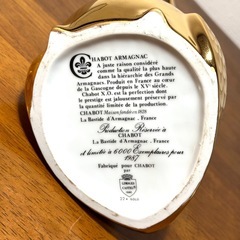 CHABOT ARMAGNAC
A juste raison considéré
comme la qualité la plus haute
dans la hiérarchie des Grands
Armagnacs. Produit en France au cœur
de la Gascogne depuis le XVe siècle.
Chabot X.O. est la perfection dont
le prestige est jalousement préservé par
la quantité limitée de la production.
CHABOT Maison fondée en 1828
La Bastide d'Armagnac - France
Production Réservée à
CHABOT
La Bastide d'Armagnac - France
et limitée à 6000 Exemplaires pour
1987
Fabriqué pour CHABOT par